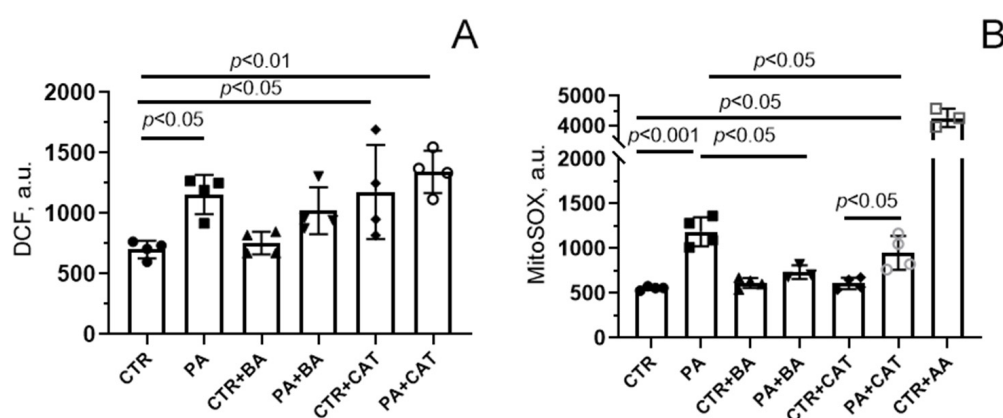 A
p<0.01
p<0.05
p<0.05
2000
1500
1000
500
0
DCF, a.u.
CTR
PA
CTR+BA
PA+BA
CTR+CAT
PA+CAT
B
p<0.05
p<0.05
p<0.001
p<0.05
p<0.05
5000
4000
2000
1500
1000
500
0
MitoSOX, a.u.
CTR
PA
CTR+BA
PA+BA
CTR+CAT
PA+CAT
CTR+AA